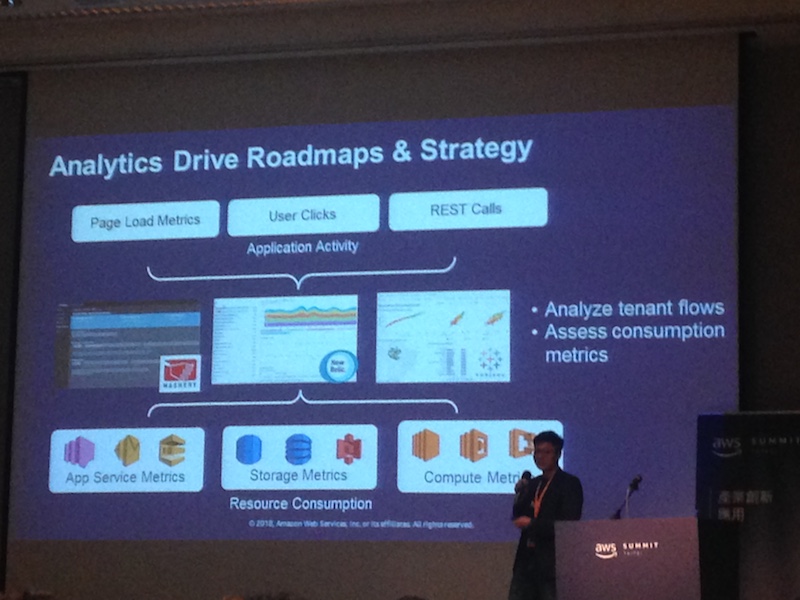 Analytics Drive Roadmaps & Strategy
Page Load Metrics
User Clicks
REST Calls
Application Activity
MASHERY
New
Relic.
• Analyze tenant flows
• Assess consumption
metrics
App Service Metrics
Storage Metrics
Compute Metri
Resource Consumption
© 2018, Amazon Web Services, Inc. or its affiliates. All rights reserved.
aws SUMMIT
產業創新
應用
aws SUMMIT
TAIPEI